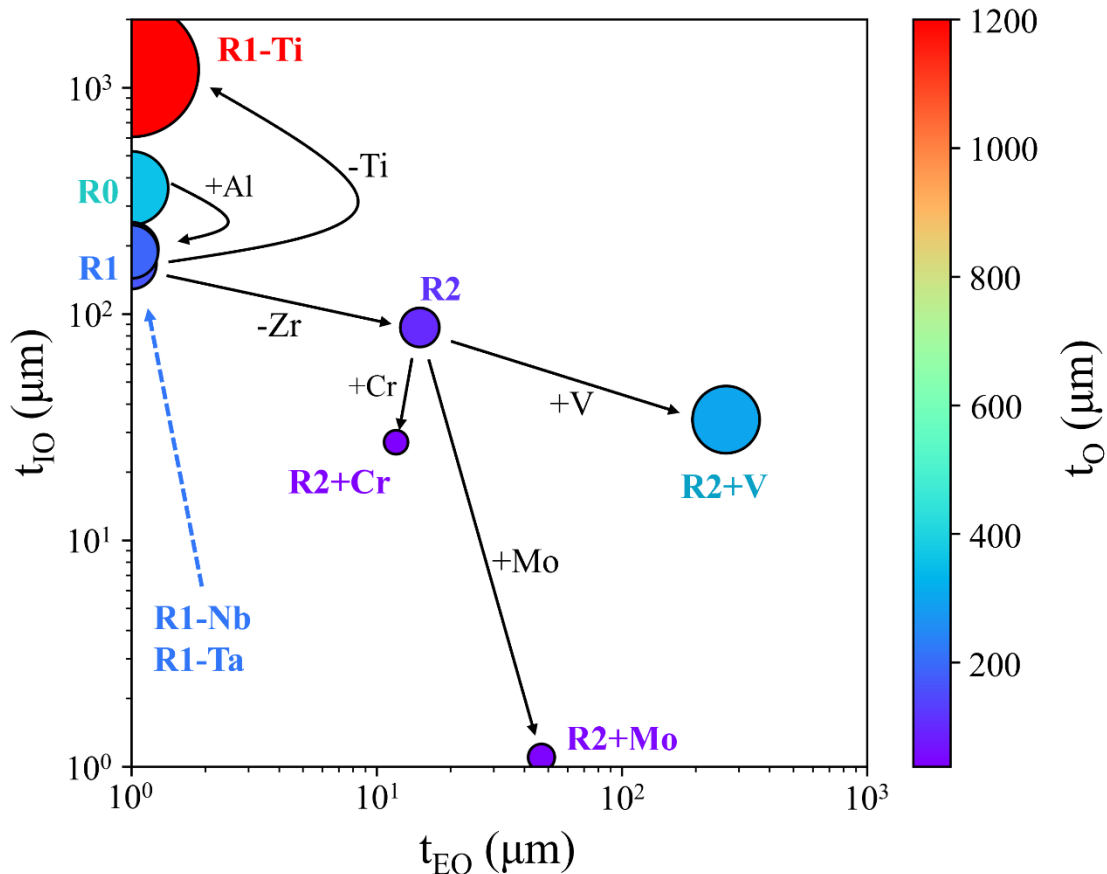 R1-Ti
R0
+Al
-Ti
R1
-Zr
R2
+Cr
+V
R2+Cr
R2+V
+Mo
R1-Nb
R1-Ta
R2+Mo
10³
10²
10¹
10⁰
t_IO (μm)
10⁰
10¹
10²
10³
t_EO (μm)
1200
1000
800
600
400
200
t_O (μm)